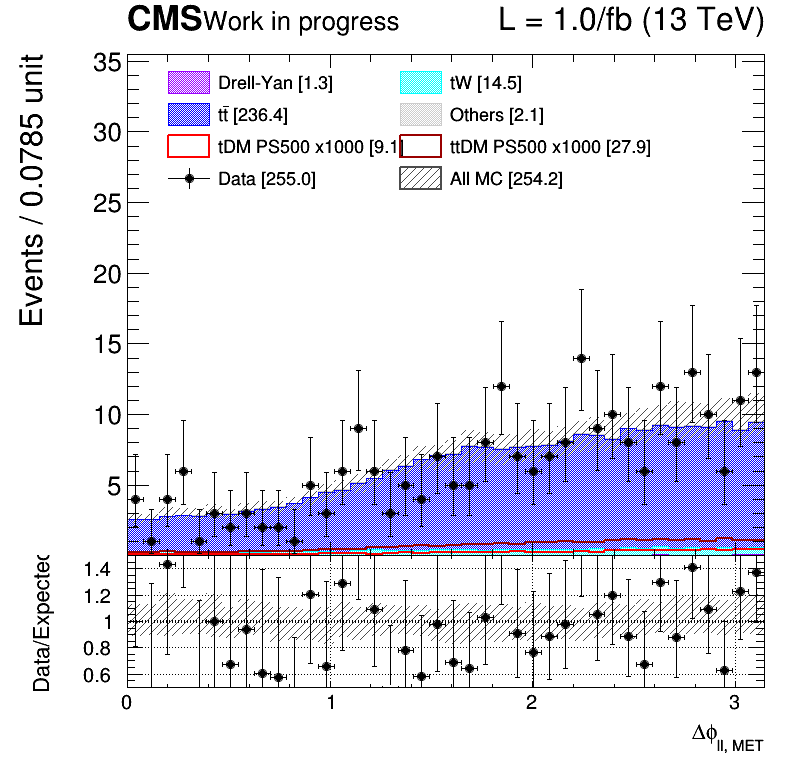 CMS Work in progress L = 1.0/fb (13 TeV)
Events / 0.0785 unit
35
30
25
20
15
10
5
Drell-Yan [1.3] tW [14.5]
tt̄ [236.4] Others [2.1]
tDM PS500 x1000 [9.1 ttDM PS500 x1000 [27.9]
Data [255.0] All MC [254.2]
Data/Expected
1.4
1.2
1
0.8
0.6
0 1 2 3
Δϕll, MET